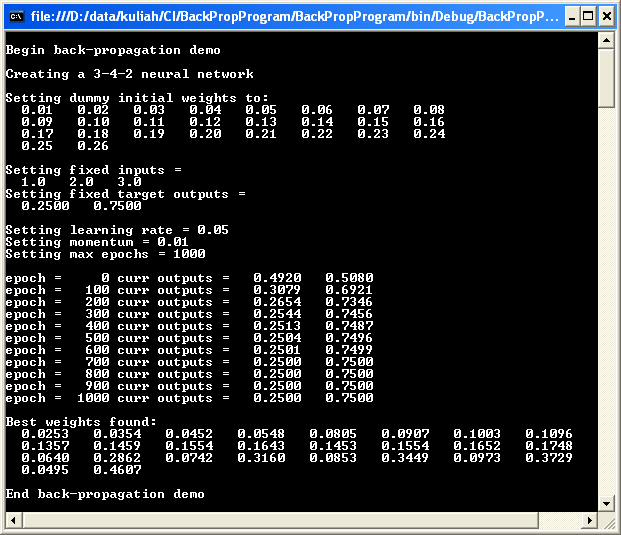 file:///D:/data/kuliah/CI/BackPropProgram/BackPropProgram/bin/Debug/BackPropP...
Begin back-propagation demo
Creating a 3-4-2 neural network
Setting dummy initial weights to:
0.01 0.02 0.03 0.04 0.05 0.06 0.07 0.08
0.09 0.10 0.11 0.12 0.13 0.14 0.15 0.16
0.17 0.18 0.19 0.20 0.21 0.22 0.23 0.24
0.25 0.26
Setting fixed inputs =
1.0 2.0 3.0
Setting fixed target outputs =
0.2500 0.7500
Setting learning rate = 0.05
Setting momentum = 0.01
Setting max epochs = 1000
epoch = 0 curr outputs = 0.4920 0.5080
epoch = 100 curr outputs = 0.3079 0.6921
epoch = 200 curr outputs = 0.2654 0.7346
epoch = 300 curr outputs = 0.2544 0.7456
epoch = 400 curr outputs = 0.2513 0.7487
epoch = 500 curr outputs = 0.2504 0.7496
epoch = 600 curr outputs = 0.2501 0.7499
epoch = 700 curr outputs = 0.2500 0.7500
epoch = 800 curr outputs = 0.2500 0.7500
epoch = 900 curr outputs = 0.2500 0.7500
epoch = 1000 curr outputs = 0.2500 0.7500
Best weights found:
0.0253 0.0354 0.0452 0.0548 0.0805 0.0907 0.1003 0.1096
0.1357 0.1459 0.1554 0.1643 0.1453 0.1554 0.1652 0.1748
0.0640 0.2862 0.0742 0.3160 0.0853 0.3449 0.0973 0.3729
0.0495 0.4607
End back-propagation demo